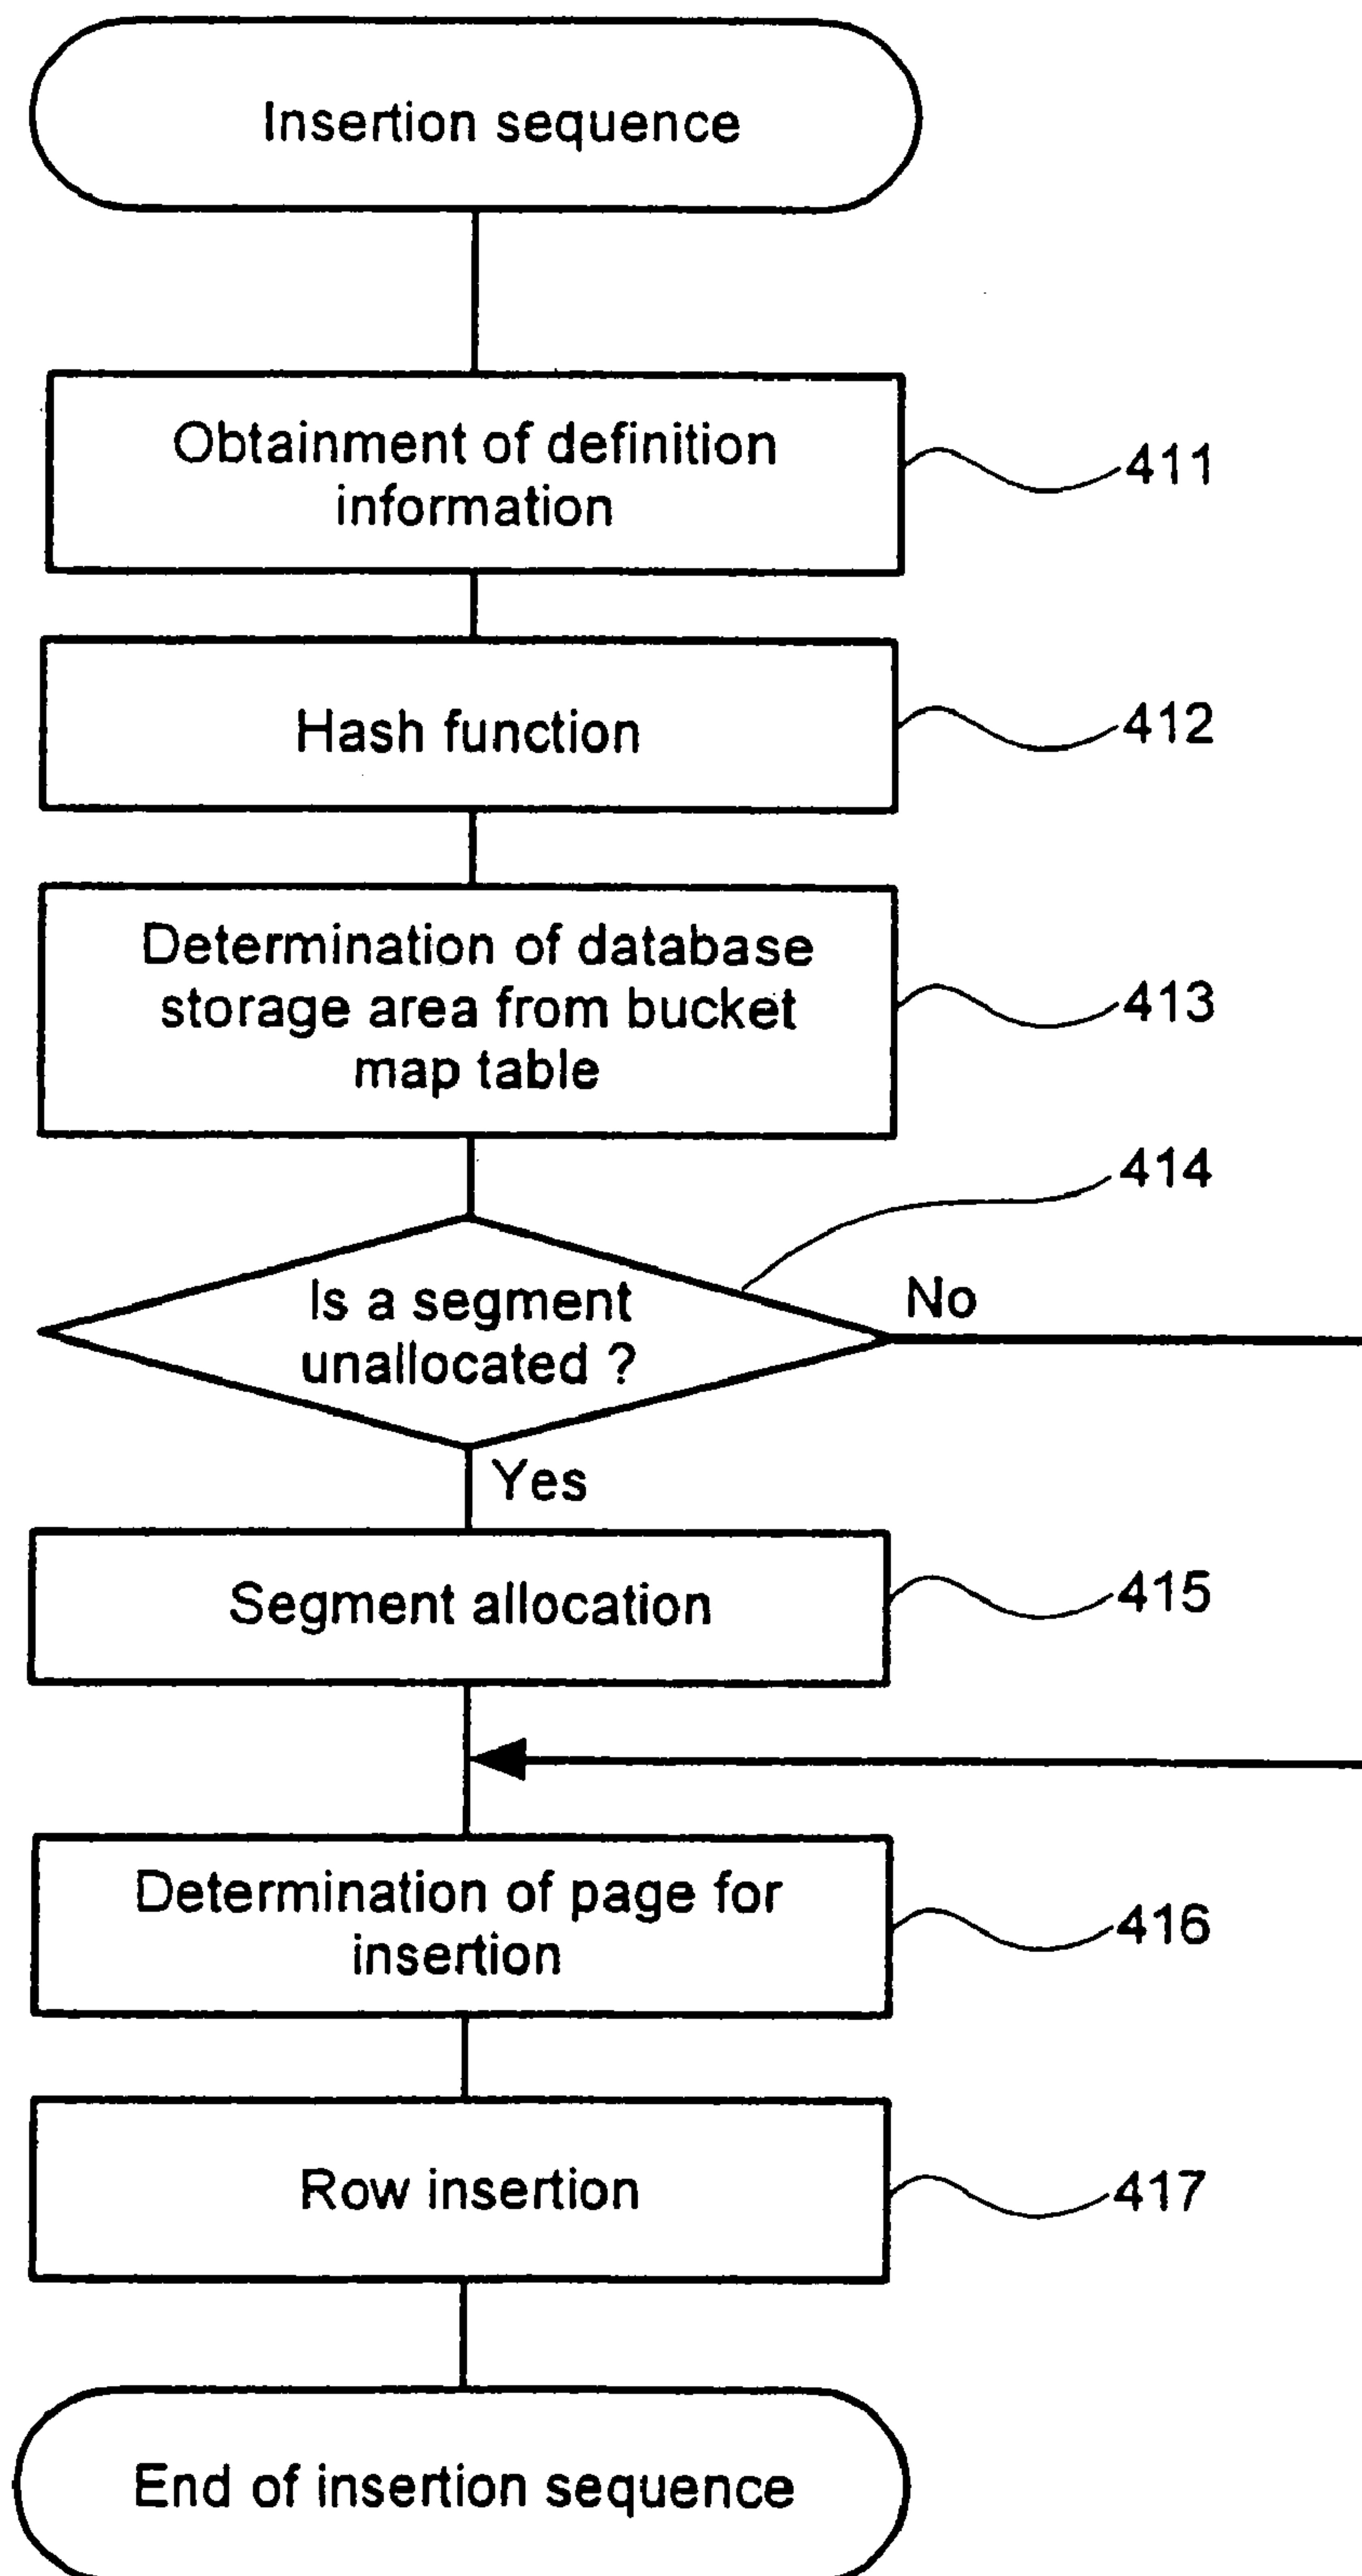 Insertion sequence
Obtainment of definition
information
411
Hash function
412
Determination of database
storage area from bucket
map table
413
414
Is a segment
unallocated ?
No
Yes
Segment allocation
415
Determination of page for
insertion
416
Row insertion
417
End of insertion sequence